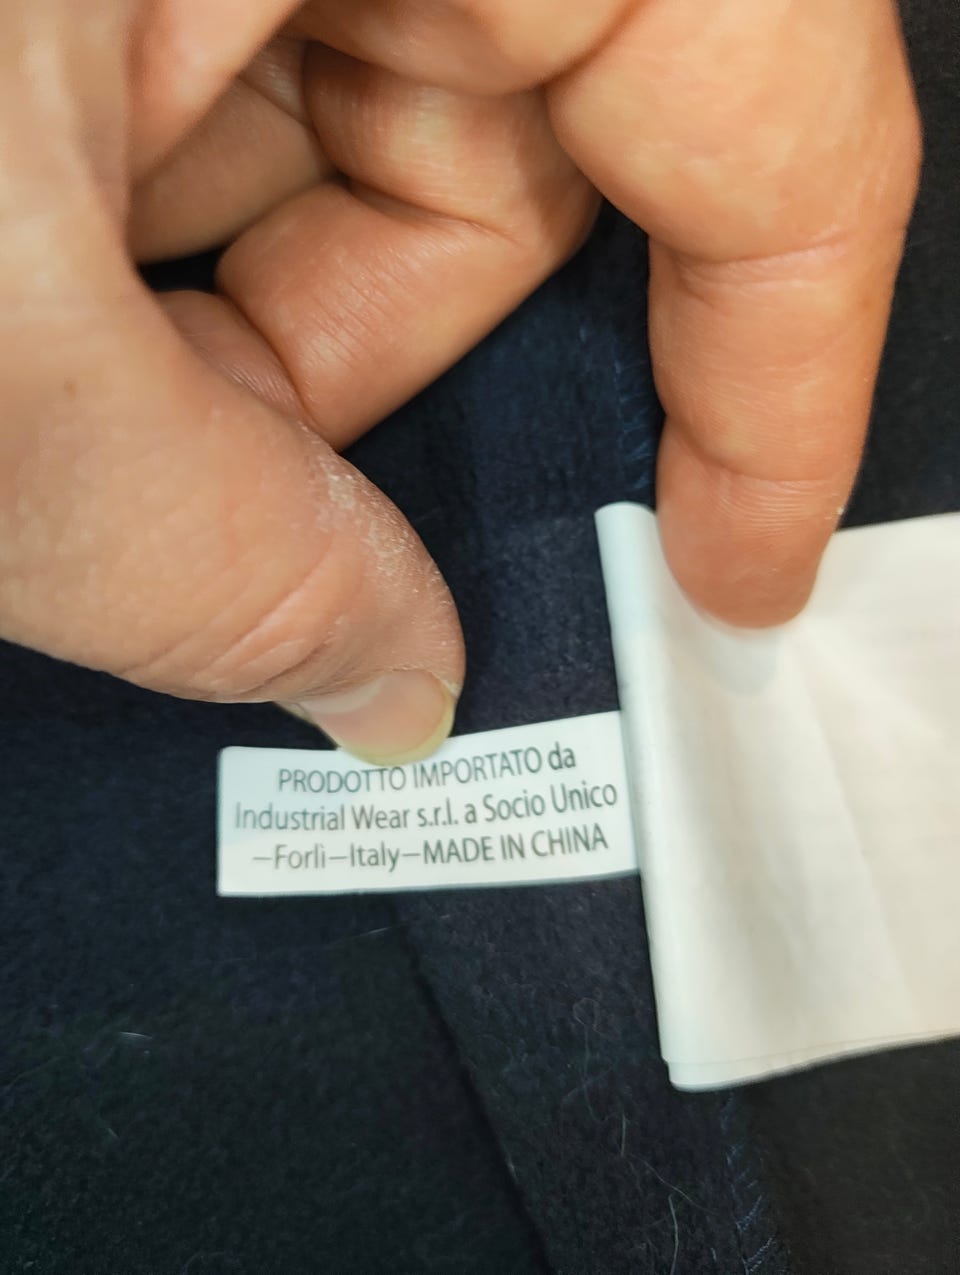 PRODOTTO IMPORTATO da
Industrial Wear s.r.l. a Socio Unico
–Forlì–Italy–MADE IN CHINA